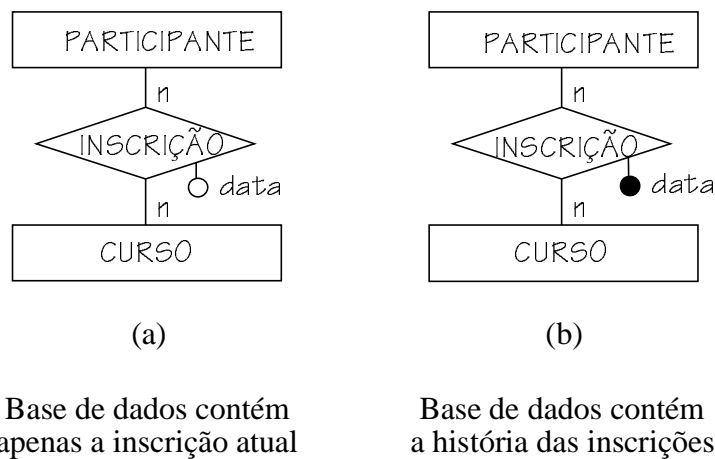 PARTICIPANTE
n
INSCRIÇÃO
data
n
CURSO
(a)
Base de dados contém
apenas a inscrição atual
PARTICIPANTE
n
INSCRIÇÃO
data
n
CURSO
(b)
Base de dados contém
a história das inscrições